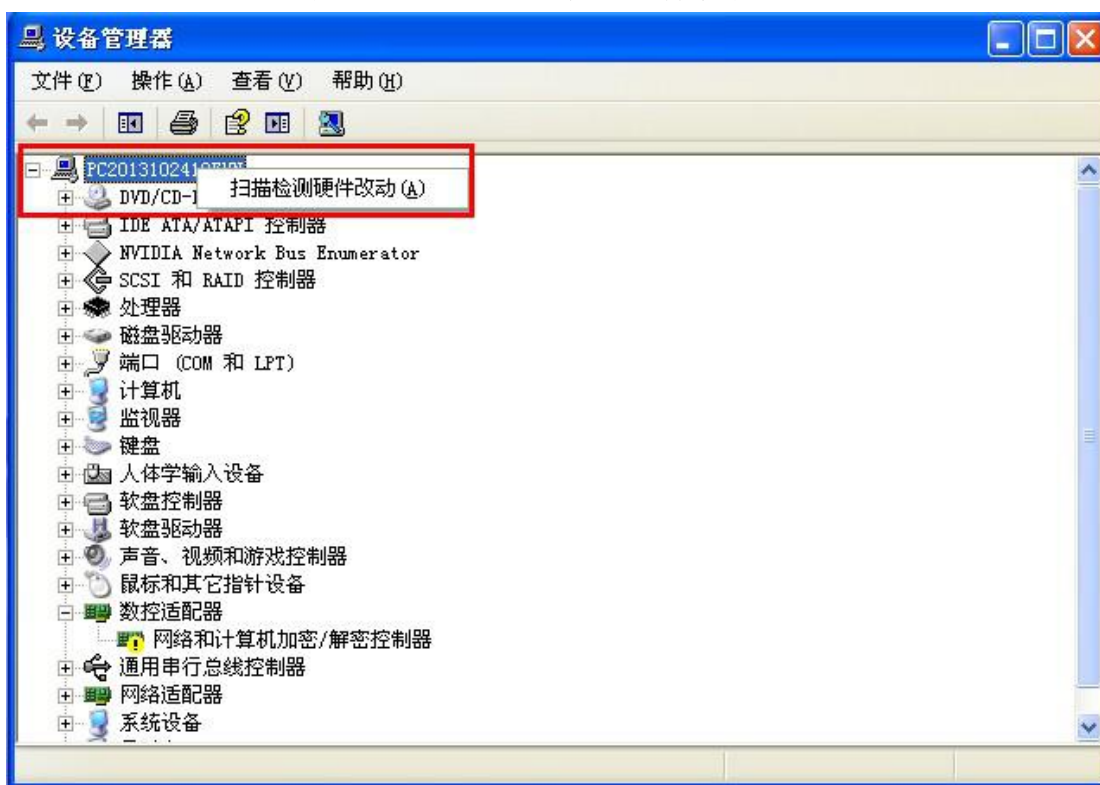 设备管理器
文件(F) 操作(A) 查看(V) 帮助(H)
扫描检测硬件改动(A)
DVD/CD-
IDE ATA/ATAPI 控制器
NVIDIA Network Bus Enumerator
SCSI 和 RAID 控制器
处理器
磁盘驱动器
端口 (COM 和 LPT)
计算机
监视器
键盘
人体学输入设备
软盘控制器
软盘驱动器
声音、视频和游戏控制器
鼠标和其它指针设备
数控适配器
网络和计算机加密/解密控制器
通用串行总线控制器
网络适配器
系统设备